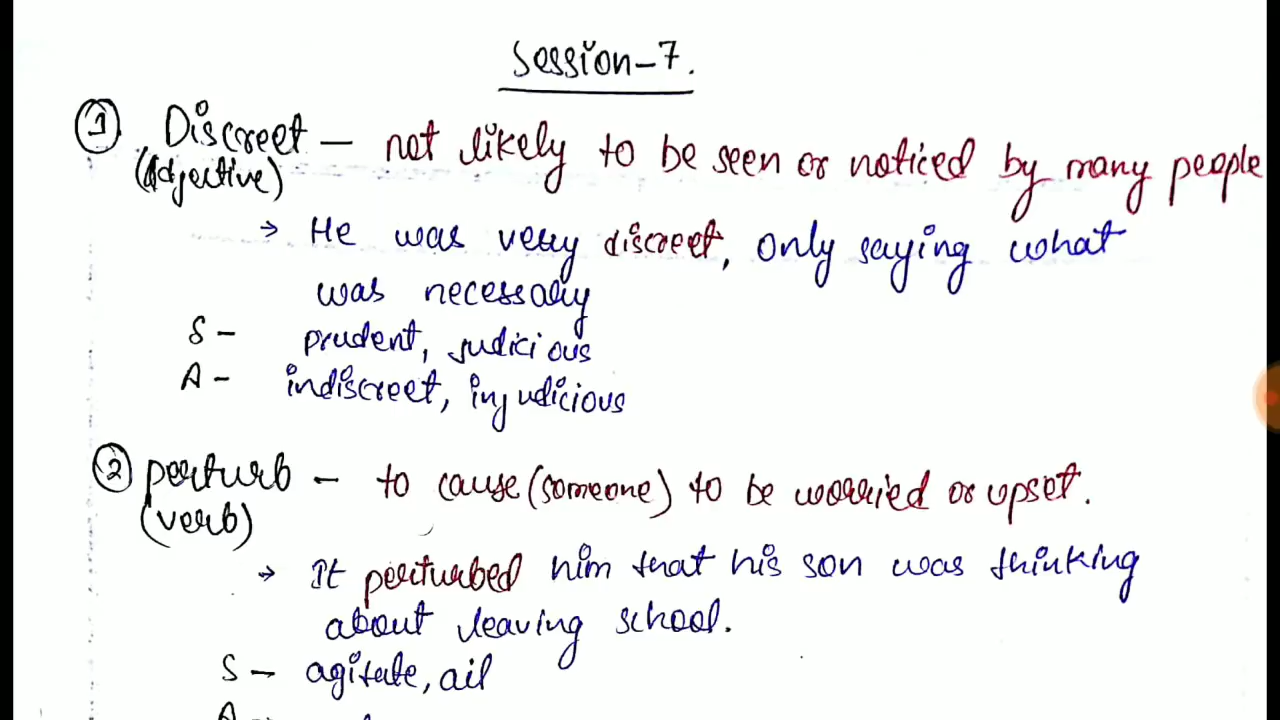 Session-7.
① Discreet - not likely to be seen or noticed by many people
(Adjective)
→ He was very discreet, only saying what
was necessary
S - prudent, judicious
A - indiscreet, injudicious
② perturb - to cause (someone) to be worried or upset.
(verb)
→ It perturbed him that his son was thinking
about leaving school.
S - agitate, ail
A -